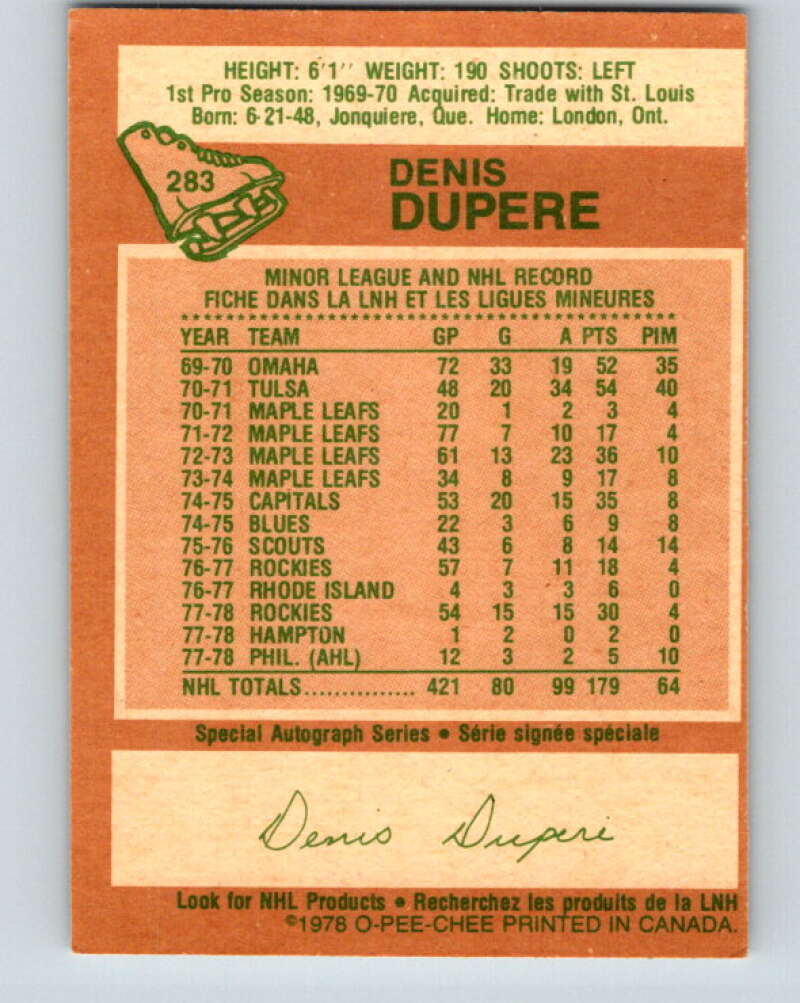 HEIGHT: 6'1" WEIGHT: 190 SHOOTS: LEFT
1st Pro Season: 1969-70 Acquired: Trade with St. Louis
Born: 6-21-48, Jonquiere, Que. Home: London, Ont.
283
DENIS
DUPERE
MINOR LEAGUE AND NHL RECORD
FICHE DANS LA LNH ET LES LIGUES MINEURES
YEAR TEAM GP G A PTS PIM
69-70 OMAHA 72 33 19 52 35
70-71 TULSA 48 20 34 54 40
70-71 MAPLE LEAFS 20 1 2 3 4
71-72 MAPLE LEAFS 77 7 10 17 4
72-73 MAPLE LEAFS 61 13 23 36 10
73-74 MAPLE LEAFS 34 8 9 17 8
74-75 CAPITALS 53 20 15 35 8
74-75 BLUES 22 3 6 9 8
75-76 SCOUTS 43 6 8 14 14
76-77 ROCKIES 57 7 11 18 4
76-77 RHODE ISLAND 4 3 3 6 0
77-78 ROCKIES 54 15 15 30 4
77-78 HAMPTON 1 2 0 2 0
77-78 PHIL. (AHL) 12 3 2 5 10
NHL TOTALS............... 421 80 99 179 64
Special Autograph Series • Série signée spéciale
Denis Duperé
Look for NHL Products • Recherchez les produits de la LNH
©1978 O-PEE-CHEE PRINTED IN CANADA.